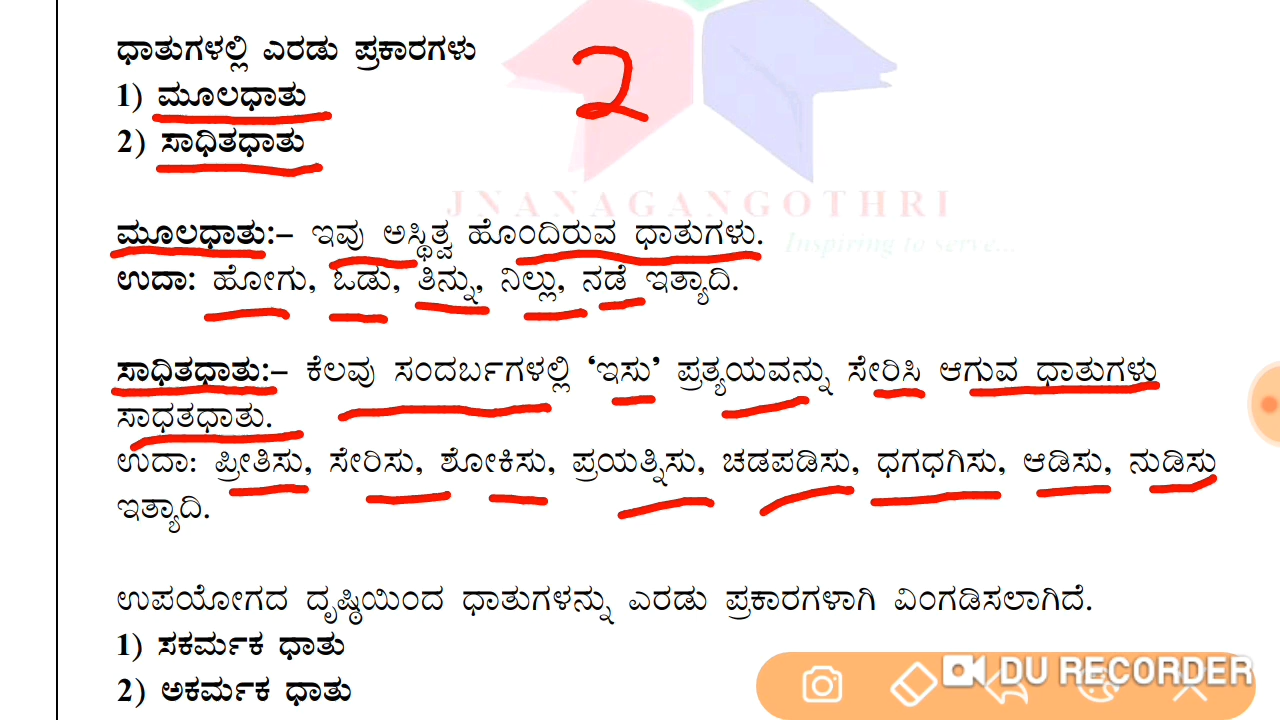 ಧಾತುಗಳಲ್ಲಿ ಎರಡು ಪ್ರಕಾರಗಳು
2
1) ಮೂಲಧಾತು
2) ಸಾಧಿತಧಾತು
JNANAGANGOTHRI
ಮೂಲಧಾತು:– ಇವು ಅಸ್ಥಿತ್ವ ಹೊಂದಿರುವ ಧಾತುಗಳು.
Inspiring to serve...
ಉದಾ: ಹೋಗು, ಓಡು, ತಿನ್ನು, ನಿಲ್ಲು, ನಡೆ ಇತ್ಯಾದಿ.
ಸಾಧಿತಧಾತು:– ಕೆಲವು ಸಂದರ್ಬಗಳಲ್ಲಿ ‘ಇಸು’ ಪ್ರತ್ಯಯವನ್ನು ಸೇರಿಸಿ ಆಗುವ ಧಾತುಗಳು
ಸಾಧತಧಾತು.
ಉದಾ: ಪ್ರೀತಿಸು, ಸೇರಿಸು, ಶೋಕಿಸು, ಪ್ರಯತ್ನಿಸು, ಚಡಪಡಿಸು, ಧಗಧಗಿಸು, ಆಡಿಸು, ನುಡಿಸು
ಇತ್ಯಾದಿ.
ಉಪಯೋಗದ ದೃಷ್ಠಿಯಿಂದ ಧಾತುಗಳನ್ನು ಎರಡು ಪ್ರಕಾರಗಳಾಗಿ ವಿಂಗಡಿಸಲಾಗಿದೆ.
1) ಸಕರ್ಮಕ ಧಾತು
2) ಅಕರ್ಮಕ ಧಾತು
DU RECORDER